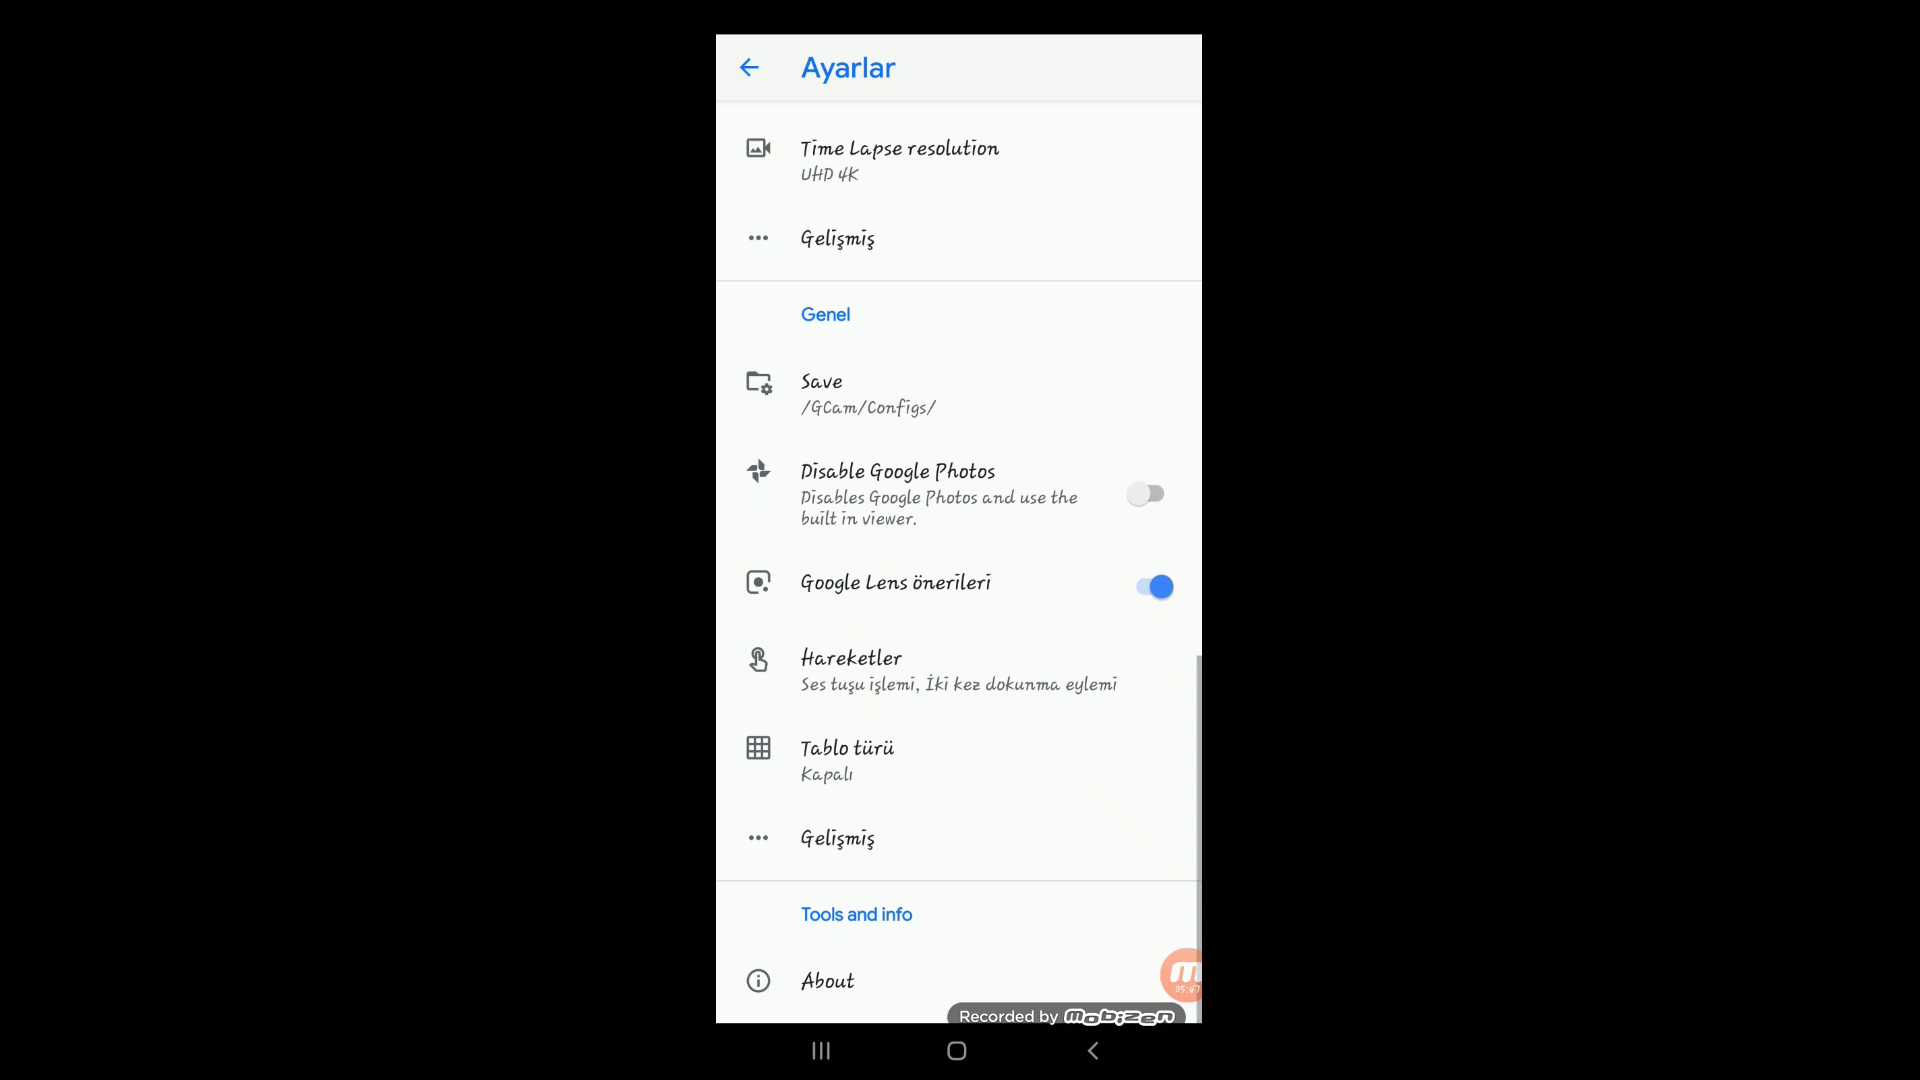 Ayarlar
Time Lapse resolution
UHD 4K
Gelişmiş
Genel
Save
/GCam/Configs/
Disable Google Photos
Disables Google Photos and use the
built in viewer.
Google Lens önerileri
Hareketler
Ses tuşu işlemi, İki kez dokunma eylemi
Tablo türü
Kapalı
Gelişmiş
Tools and info
About
05:47
Recorded by mobizen